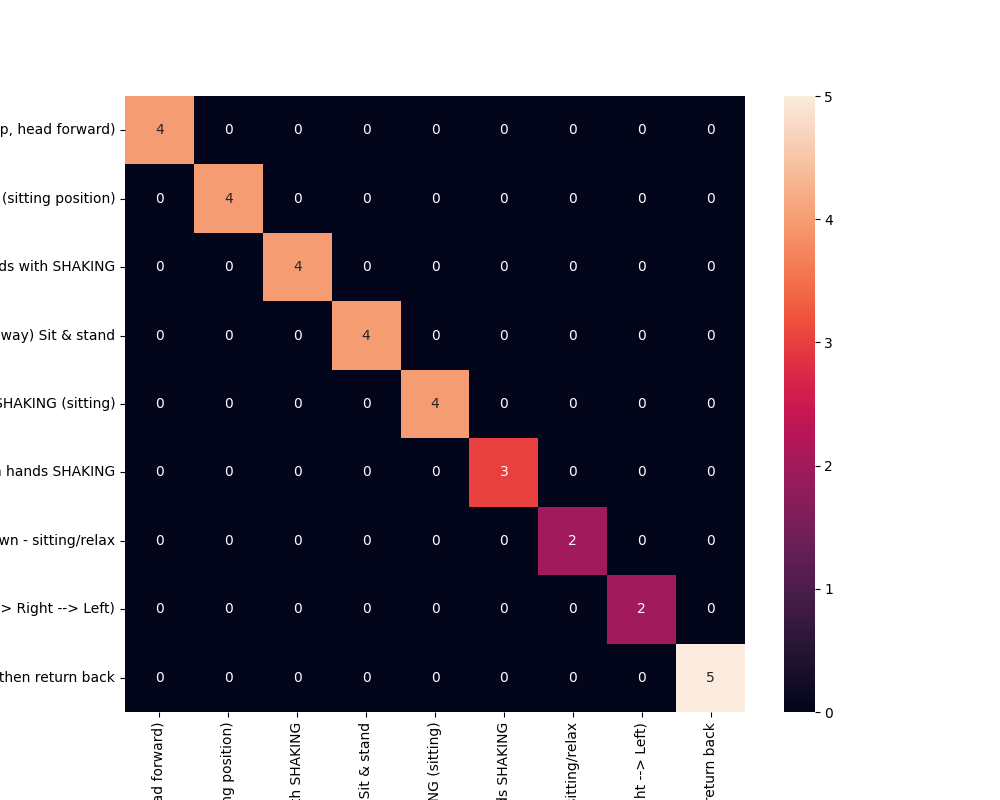 p, head forward) 4 0 0 0 0 0 0 0 0
(sitting position) 0 4 0 0 0 0 0 0 0
ds with SHAKING 0 0 4 0 0 0 0 0 0
way) Sit & stand 0 0 0 4 0 0 0 0 0
SHAKING (sitting) 0 0 0 0 4 0 0 0 0
hands SHAKING 0 0 0 0 0 3 0 0 0
wn - sitting/relax 0 0 0 0 0 0 2 0 0
> Right --> Left) 0 0 0 0 0 0 0 2 0
then return back 0 0 0 0 0 0 0 0 5
ad forward)
ng position)
th SHAKING
Sit & stand
NG (sitting)
ds SHAKING
sitting/relax
ht --> Left)
return back
5
4
3
2
1
0